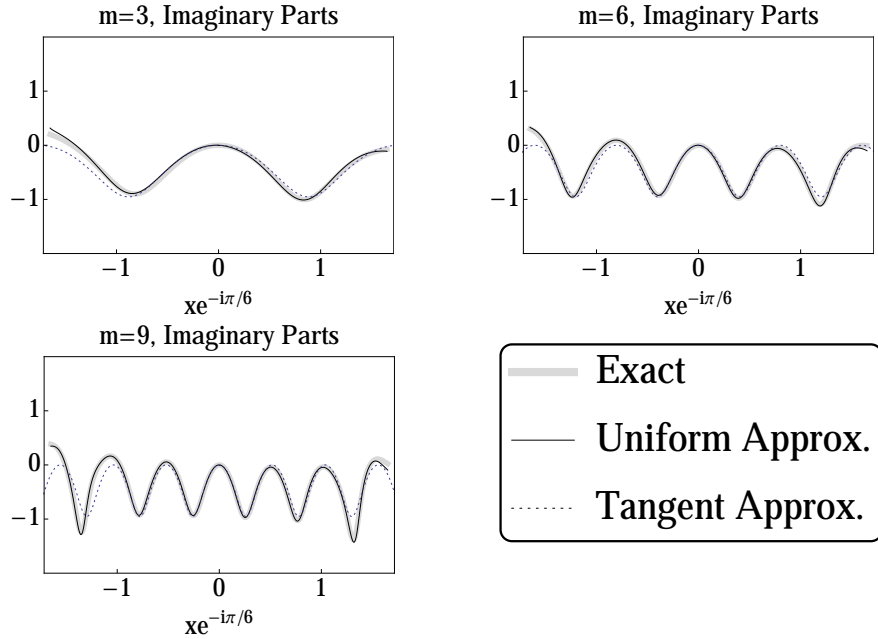 m=3, Imaginary Parts
1
0
−1
−1 0 1
xe^{−iπ/6}
m=6, Imaginary Parts
1
0
−1
−1 0 1
xe^{−iπ/6}
m=9, Imaginary Parts
1
0
−1
−1 0 1
xe^{−iπ/6}
Exact
Uniform Approx.
Tangent Approx.